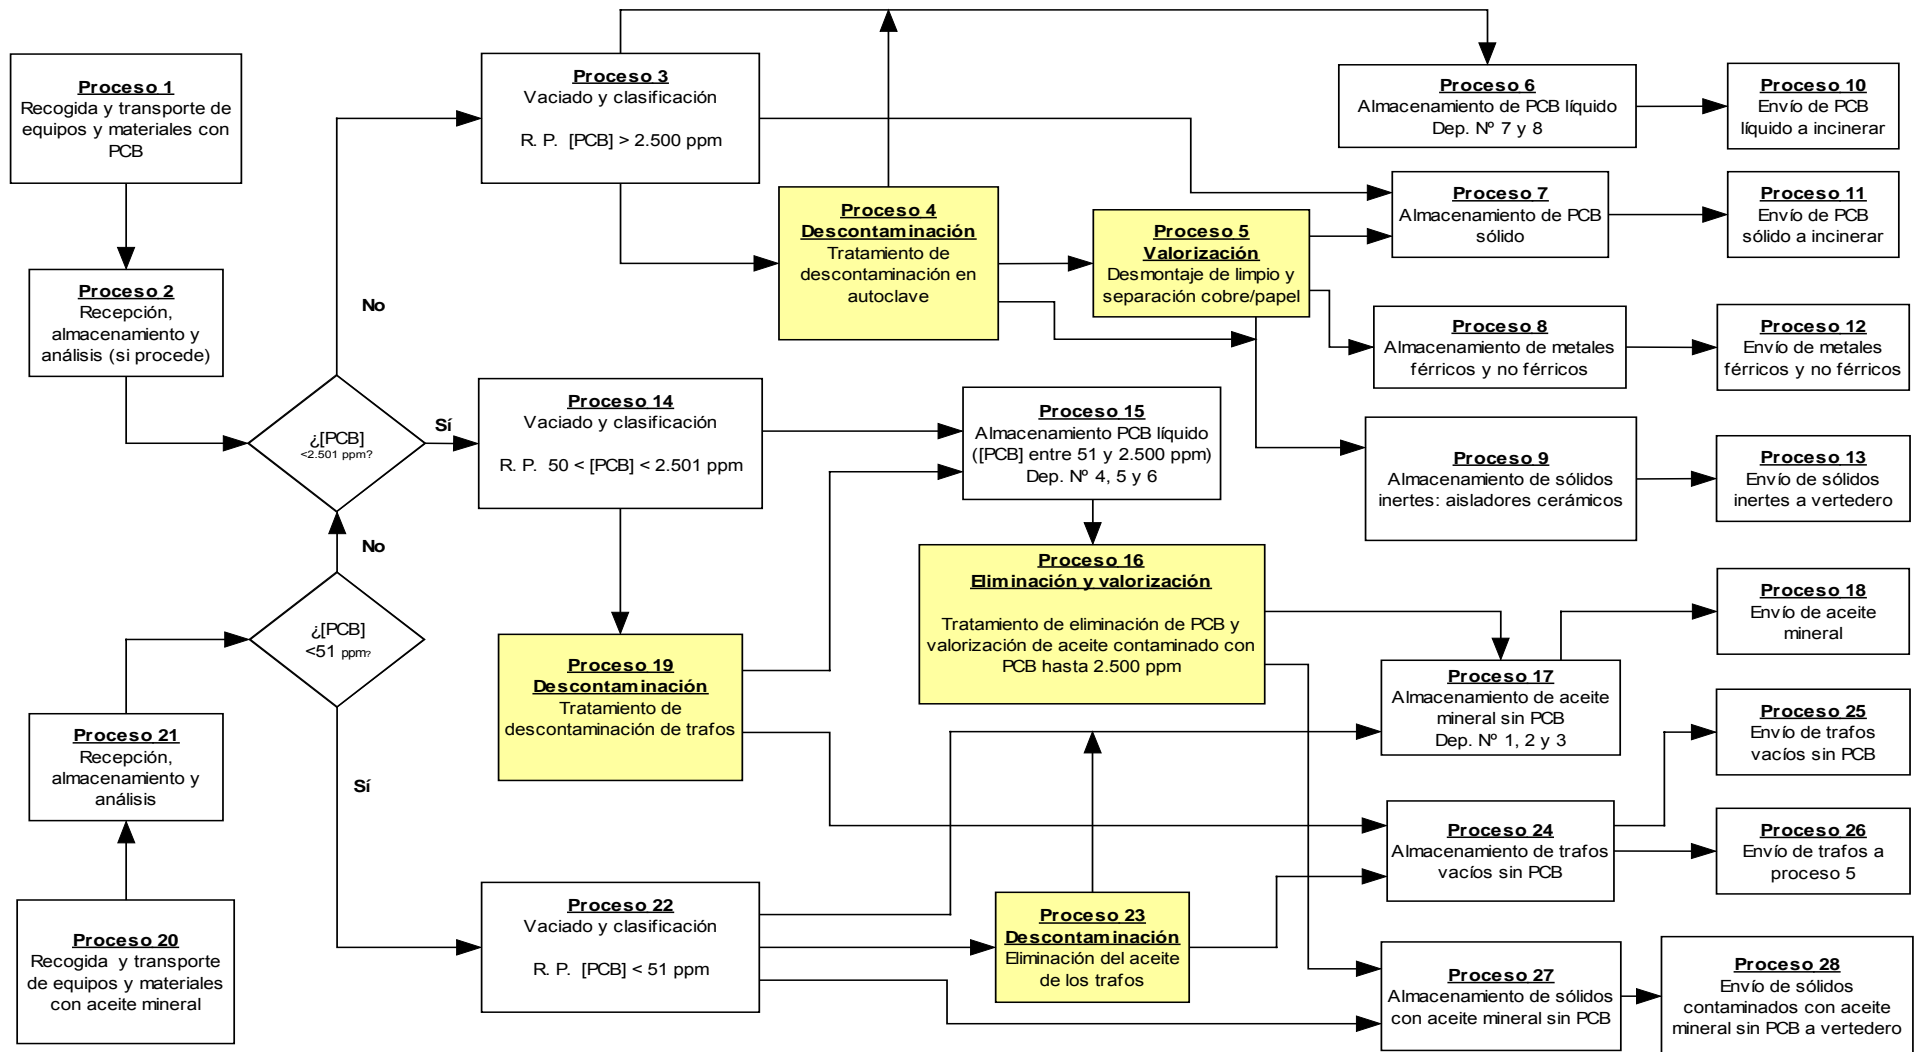 Proceso 1
Recogida y transporte de
equipos y materiales con
PCB
Proceso 2
Recepción,
almacenamiento y
análisis (si procede)
No
¿[PCB]
<2.501 ppm?
Sí
No
¿[PCB]
<51 ppm?
Sí
Proceso 21
Recepción,
almacenamiento y
análisis
Proceso 20
Recogida y transporte
de equipos y materiales
con aceite mineral
Proceso 3
Vaciado y clasificación
R. P. [PCB] > 2.500 ppm
Proceso 4
Descontaminación
Tratamiento de
descontaminación en
autoclave
Proceso 5
Valorización
Desmontaje de limpio y
separación cobre/papel
Proceso 6
Almacenamiento de PCB líquido
Dep. Nº 7 y 8
Proceso 10
Envío de PCB
líquido a incinerar
Proceso 7
Almacenamiento de PCB
sólido
Proceso 11
Envío de PCB
sólido a incinerar
Proceso 8
Almacenamiento de metales
férricos y no férricos
Proceso 12
Envío de metales
férricos y no férricos
Proceso 9
Almacenamiento de sólidos
inertes: aisladores cerámicos
Proceso 13
Envío de sólidos
inertes a vertedero
Proceso 14
Vaciado y clasificación
R. P. 50 < [PCB] < 2.501 ppm
Proceso 15
Almacenamiento PCB líquido
([PCB] entre 51 y 2.500 ppm)
Dep. Nº 4, 5 y 6
Proceso 16
Eliminación y valorización
Tratamiento de eliminación de PCB y
valorización de aceite contaminado con
PCB hasta 2.500 ppm
Proceso 19
Descontaminación
Tratamiento de
descontaminación de trafos
Proceso 17
Almacenamiento de aceite
mineral sin PCB
Dep. Nº 1, 2 y 3
Proceso 18
Envío de aceite
mineral
Proceso 25
Envío de trafos
vacíos sin PCB
Proceso 24
Almacenamiento de trafos
vacíos sin PCB
Proceso 26
Envío de trafos a
proceso 5
Proceso 22
Vaciado y clasificación
R. P. [PCB] < 51 ppm
Proceso 23
Descontaminación
Eliminación del aceite
de los trafos
Proceso 27
Almacenamiento de sólidos
con aceite mineral sin PCB
Proceso 28
Envío de sólidos
contaminados con aceite
mineral sin PCB a vertedero